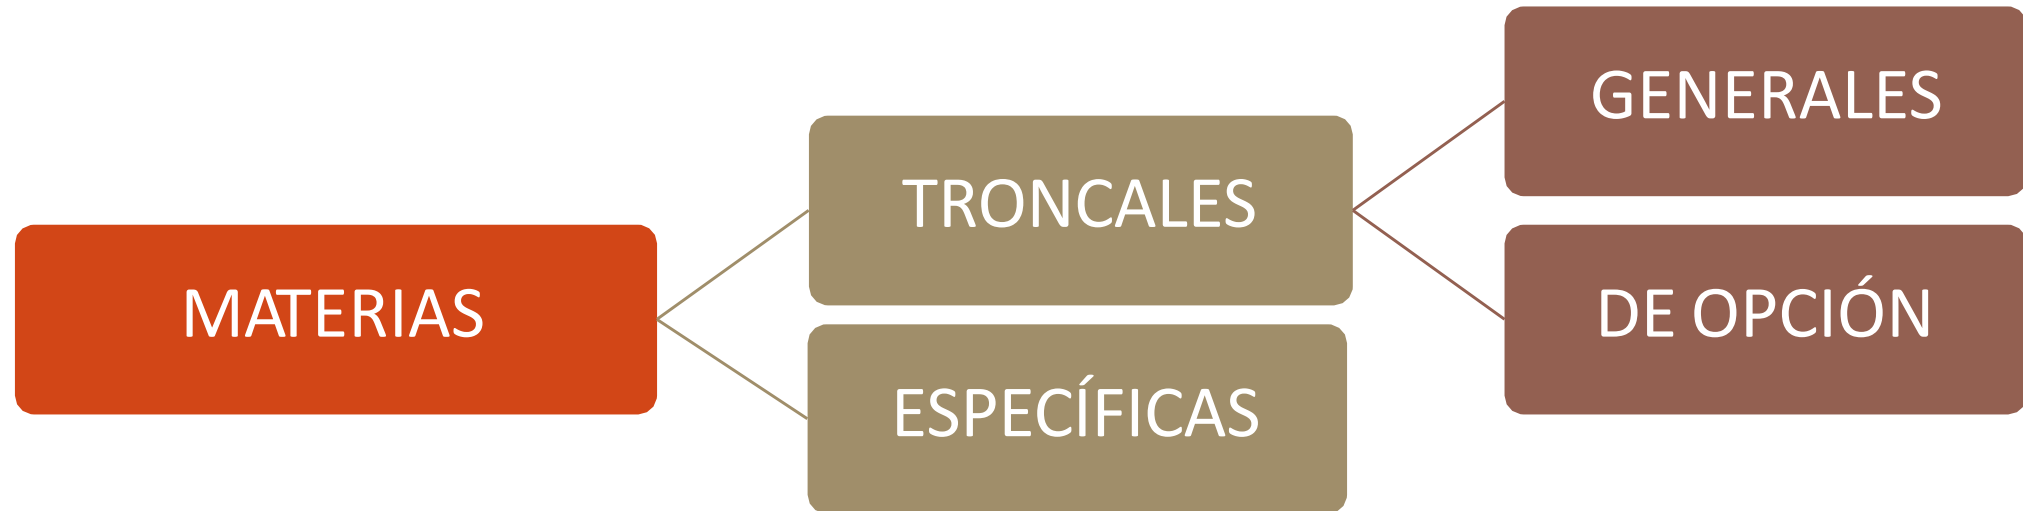 MATERIAS
TRONCALES
ESPECÍFICAS
GENERALES
DE OPCIÓN